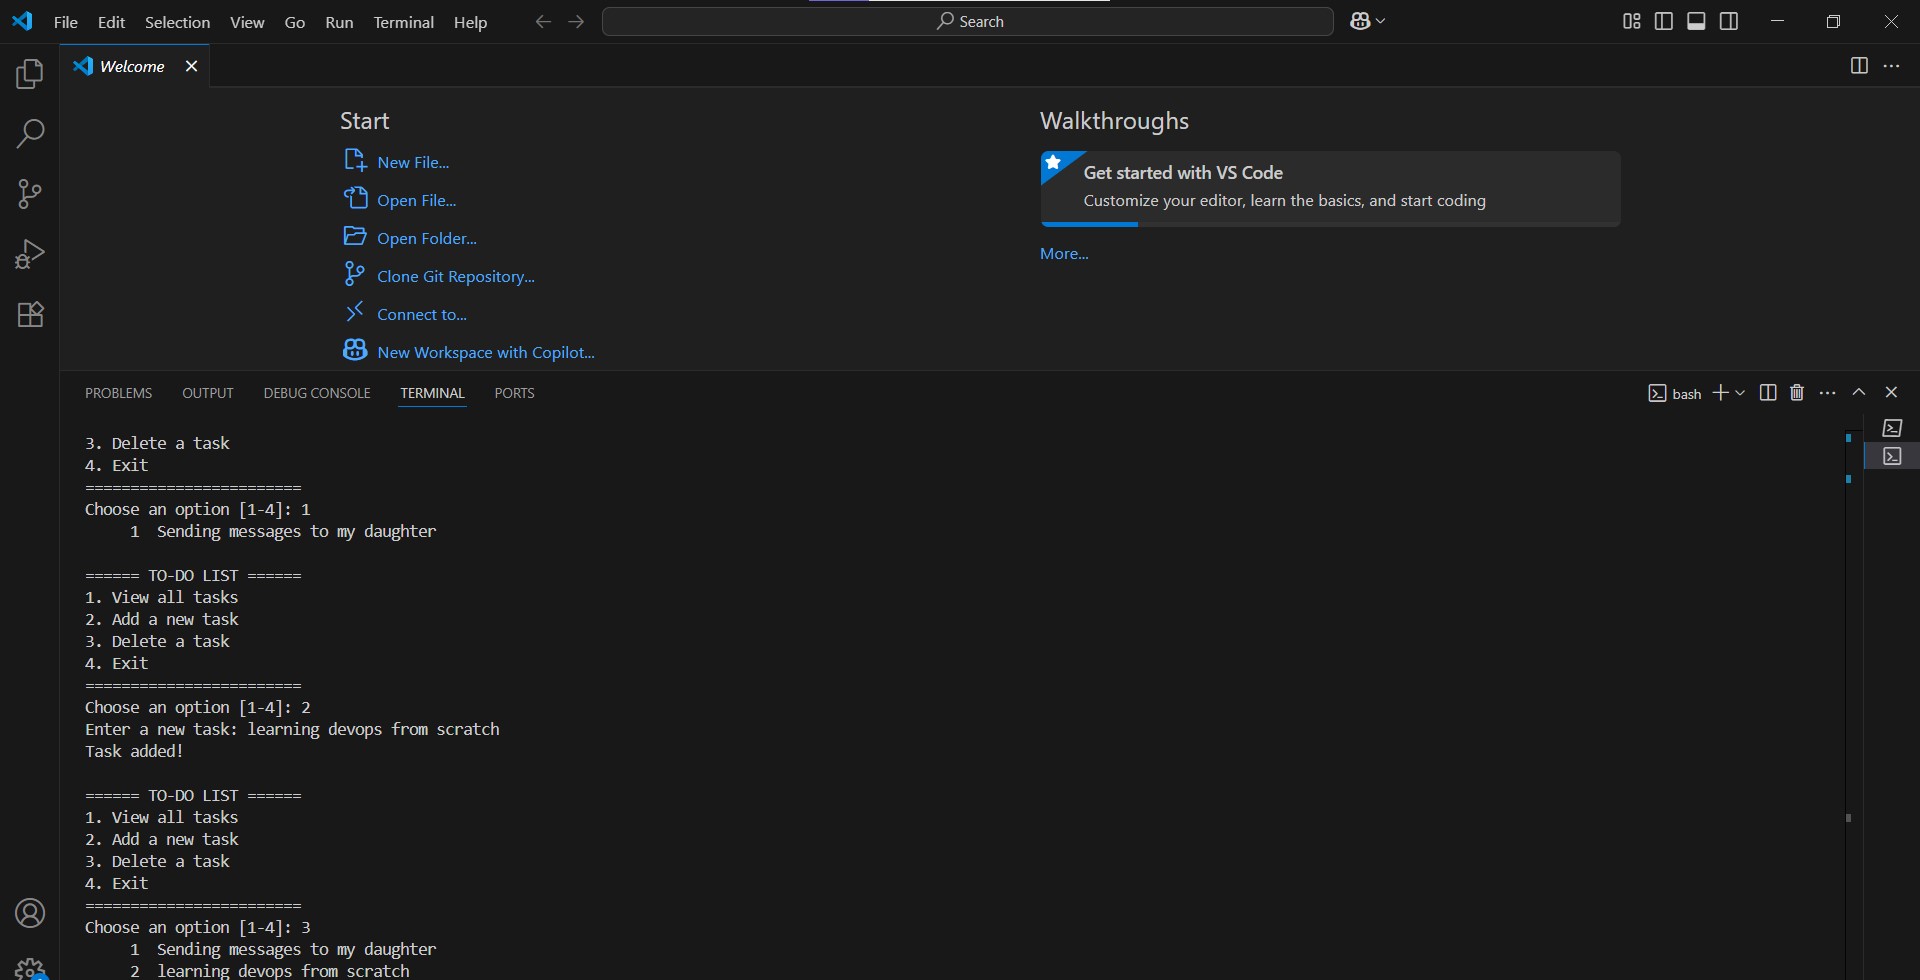 File Edit Selection View Go Run Terminal Help Search
Welcome
Start
New File...
Open File...
Open Folder...
Clone Git Repository...
Connect to...
New Workspace with Copilot...
Walkthroughs
Get started with VS Code
Customize your editor, learn the basics, and start coding
More...
PROBLEMS OUTPUT DEBUG CONSOLE TERMINAL PORTS bash
3. Delete a task
4. Exit
========================
Choose an option [1-4]: 1
1 Sending messages to my daughter
====== TO-DO LIST ======
1. View all tasks
2. Add a new task
3. Delete a task
4. Exit
========================
Choose an option [1-4]: 2
Enter a new task: learning devops from scratch
Task added!
====== TO-DO LIST ======
1. View all tasks
2. Add a new task
3. Delete a task
4. Exit
========================
Choose an option [1-4]: 3
1 Sending messages to my daughter
2 learning devops from scratch